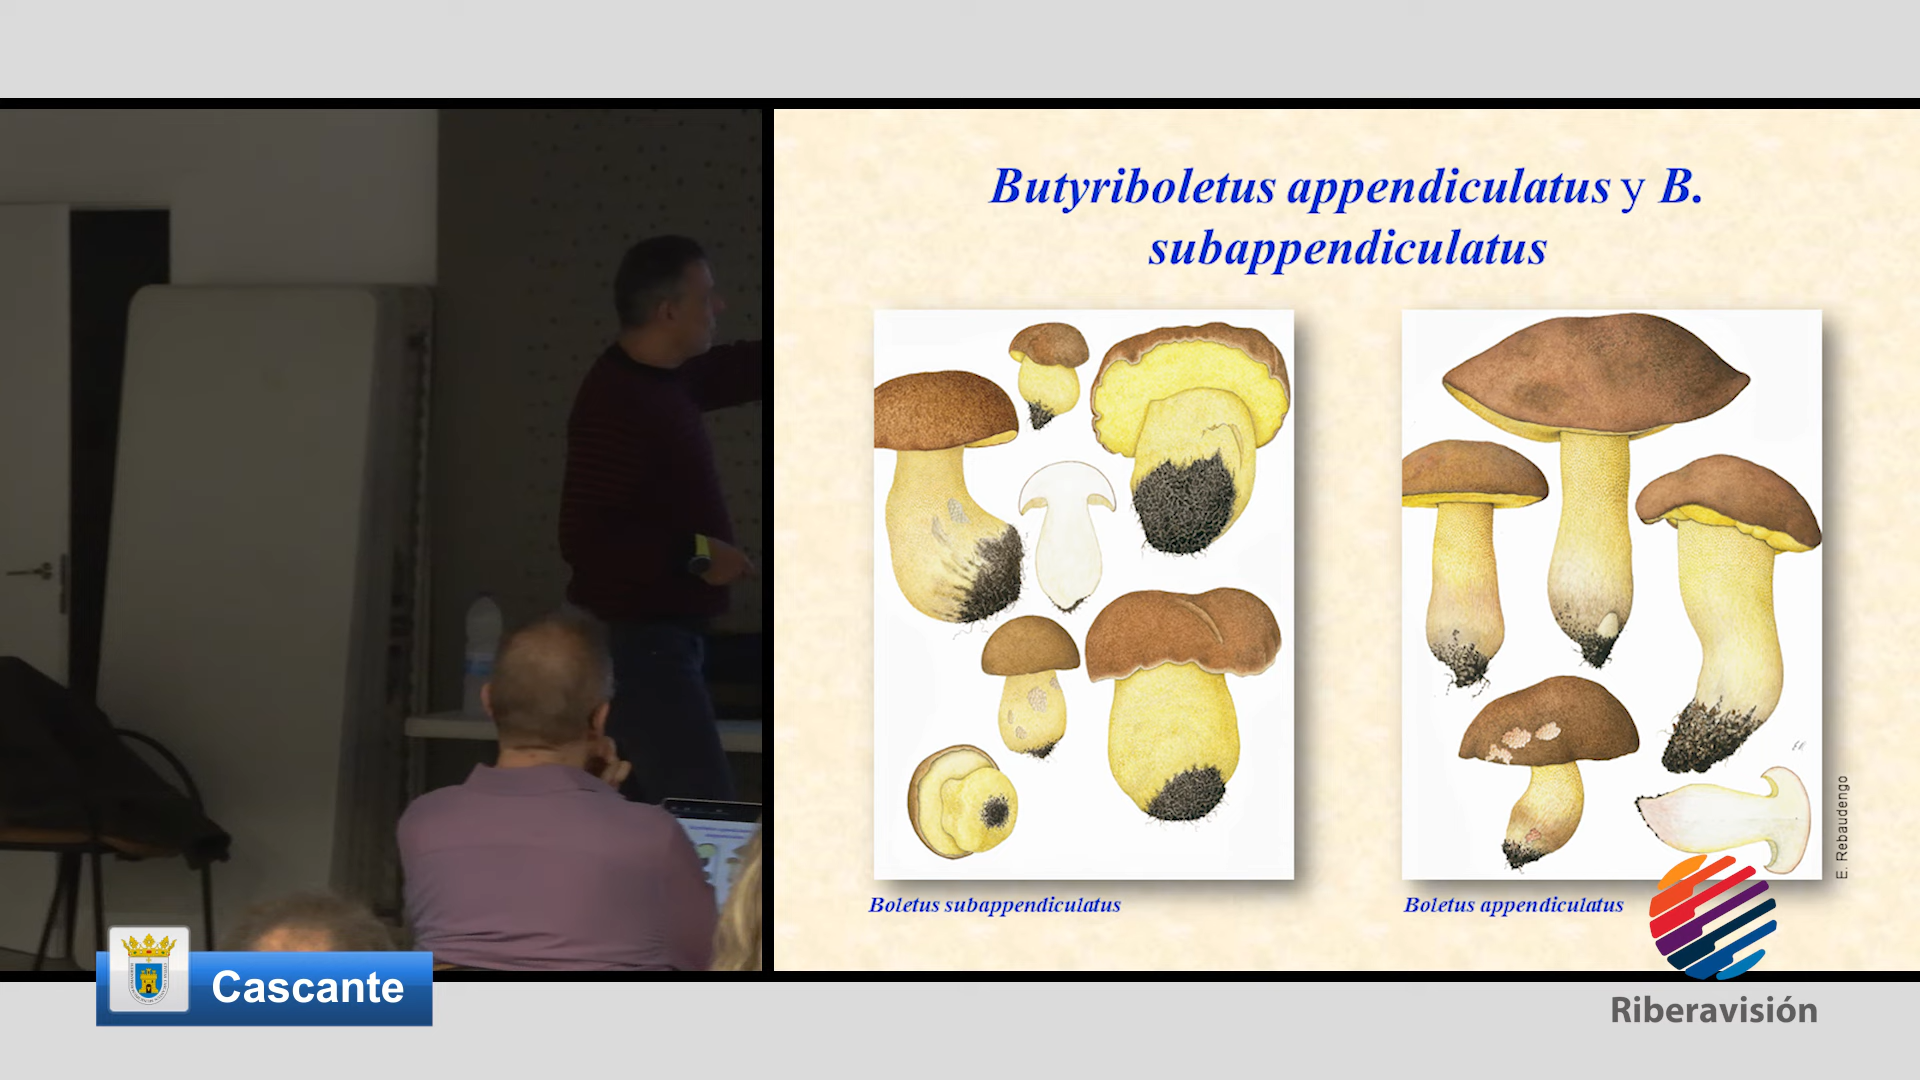 Butyriboletus appendiculatus y B.
subappendiculatus
E. Rebaudengo
Boletus subappendiculatus
Boletus appendiculatus
Cascante
Riberavisión